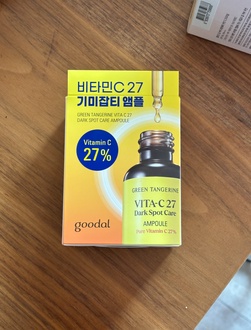 비타민C 27
기미잡티 앰플
GREEN TANGERINE VITA-C 27
DARK SPOT CARE AMPOULE
Vitamin C
27%
goodal
GREEN TANGERINE
VITA-C 27
Dark Spot Care
AMPOULE
Pure Vitamin C 27%